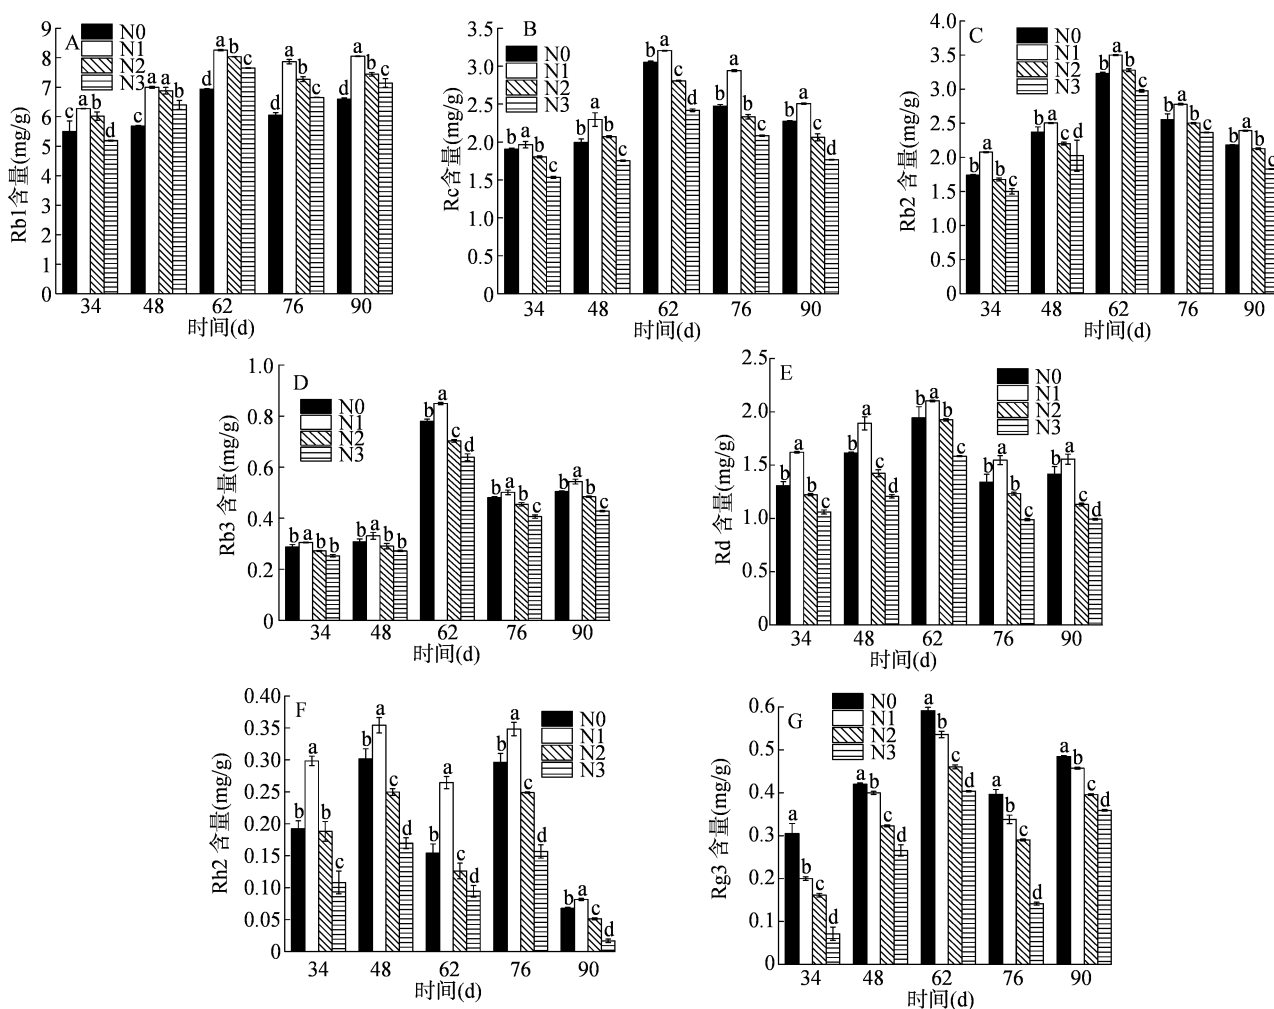 A
N0
N1
N2
N3
Rb1含量(mg/g)
9
8
7
6
5
4
3
2
1
0
c a b d
c a a b
d a b c
d a b c
d a b c
34 48 62 76 90
时间(d)
B
N0
N1
N2
N3
Rc含量(mg/g)
3.5
3.0
2.5
2.0
1.5
1.0
0.5
0
b a b c
b a b c
b a c d
b a b c
b a c d
34 48 62 76 90
时间(d)
C
N0
N1
N2
N3
Rb2 含量(mg/g)
4.0
3.5
3.0
2.5
2.0
1.5
1.0
0.5
0
b a b c
b a c d
b a b c
b a b c
b a b c
34 48 62 76 90
时间(d)
D
N0
N1
N2
N3
Rb3 含量(mg/g)
1.0
0.8
0.6
0.4
0.2
0
b a b b
b a b b
b a c d
b a b c
b a b c
34 48 62 76 90
时间(d)
E
N0
N1
N2
N3
Rd 含量(mg/g)
2.5
2.0
1.5
1.0
0.5
0
b a b c
b a c d
b a b c
b a b c
b a c d
34 48 62 76 90
时间(d)
F
N0
N1
N2
N3
Rh2 含量(mg/g)
0.40
0.35
0.30
0.25
0.20
0.15
0.10
0.05
0
b a b c
b a c d
b a c d
b a c d
b a c d
34 48 62 76 90
时间(d)
G
N0
N1
N2
N3
Rg3 含量(mg/g)
0.6
0.5
0.4
0.3
0.2
0.1
0
a b c d
a b c d
a b c d
a b c d
a b c d
34 48 62 76 90
时间(d)